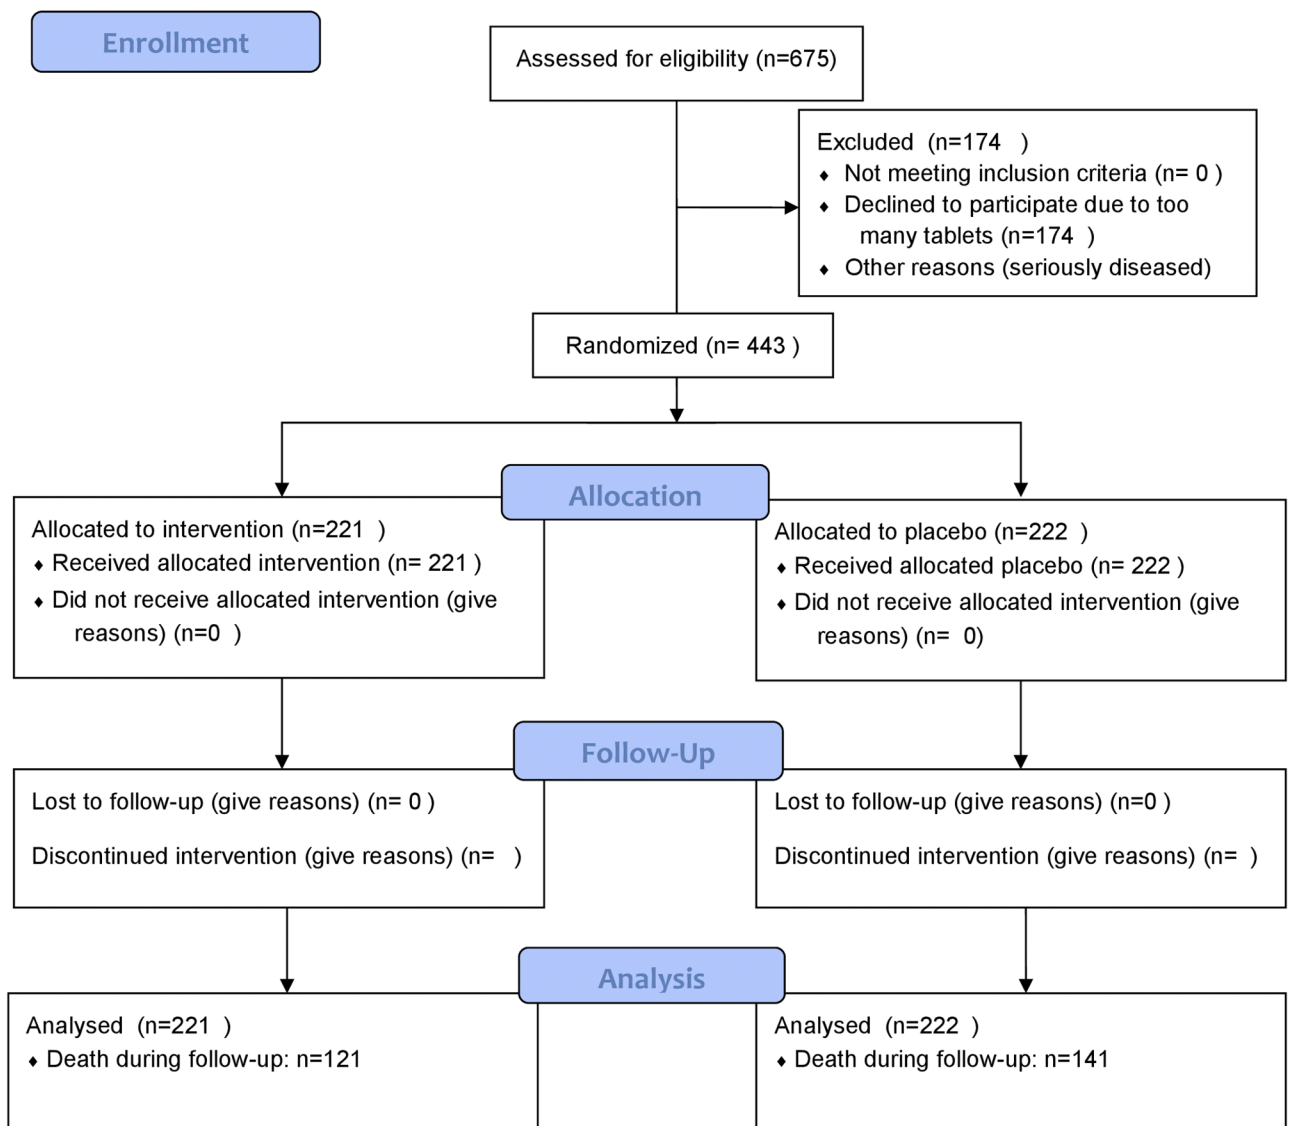 Enrollment
Assessed for eligibility (n=675)
Excluded (n=174 )
♦ Not meeting inclusion criteria (n= 0 )
♦ Declined to participate due to too
many tablets (n=174 )
♦ Other reasons (seriously diseased)
Randomized (n= 443 )
Allocation
Allocated to intervention (n=221 )
♦ Received allocated intervention (n= 221 )
♦ Did not receive allocated intervention (give
reasons) (n=0 )
Allocated to placebo (n=222 )
♦ Received allocated placebo (n= 222 )
♦ Did not receive allocated intervention (give
reasons) (n= 0)
Follow-Up
Lost to follow-up (give reasons) (n= 0 )
Discontinued intervention (give reasons) (n= )
Lost to follow-up (give reasons) (n=0 )
Discontinued intervention (give reasons) (n= )
Analysis
Analysed (n=221 )
♦ Death during follow-up: n=121
Analysed (n=222 )
♦ Death during follow-up: n=141